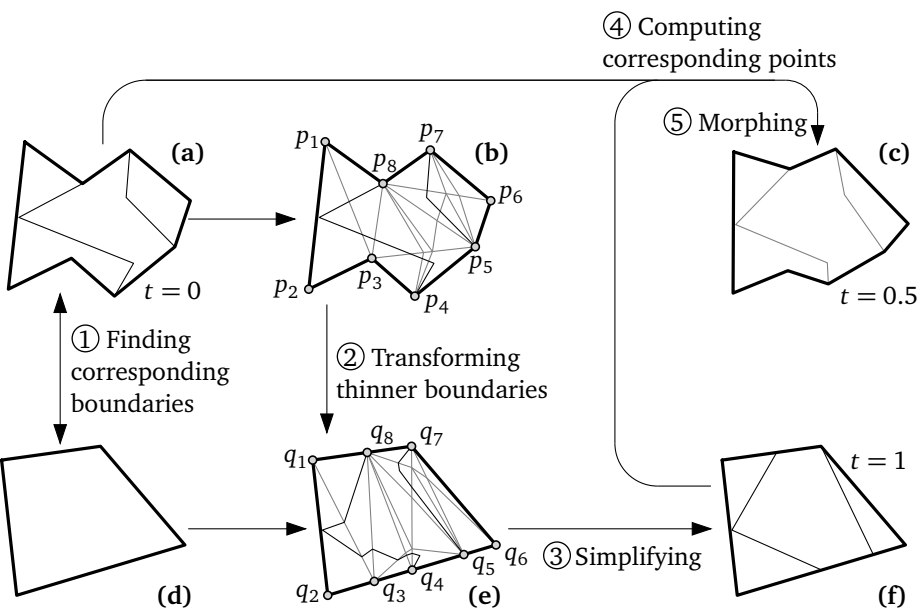 ④ Computing
corresponding points
⑤ Morphing
(a)
(b)
(c)
p1
p7
p8
p6
p5
p3
p2
p4
t = 0
t = 0.5
① Finding
corresponding
boundaries
② Transforming
thinner boundaries
q8
q7
q1
t = 1
③ Simplifying
q6
q5
q4
q3
q2
(d)
(e)
(f)